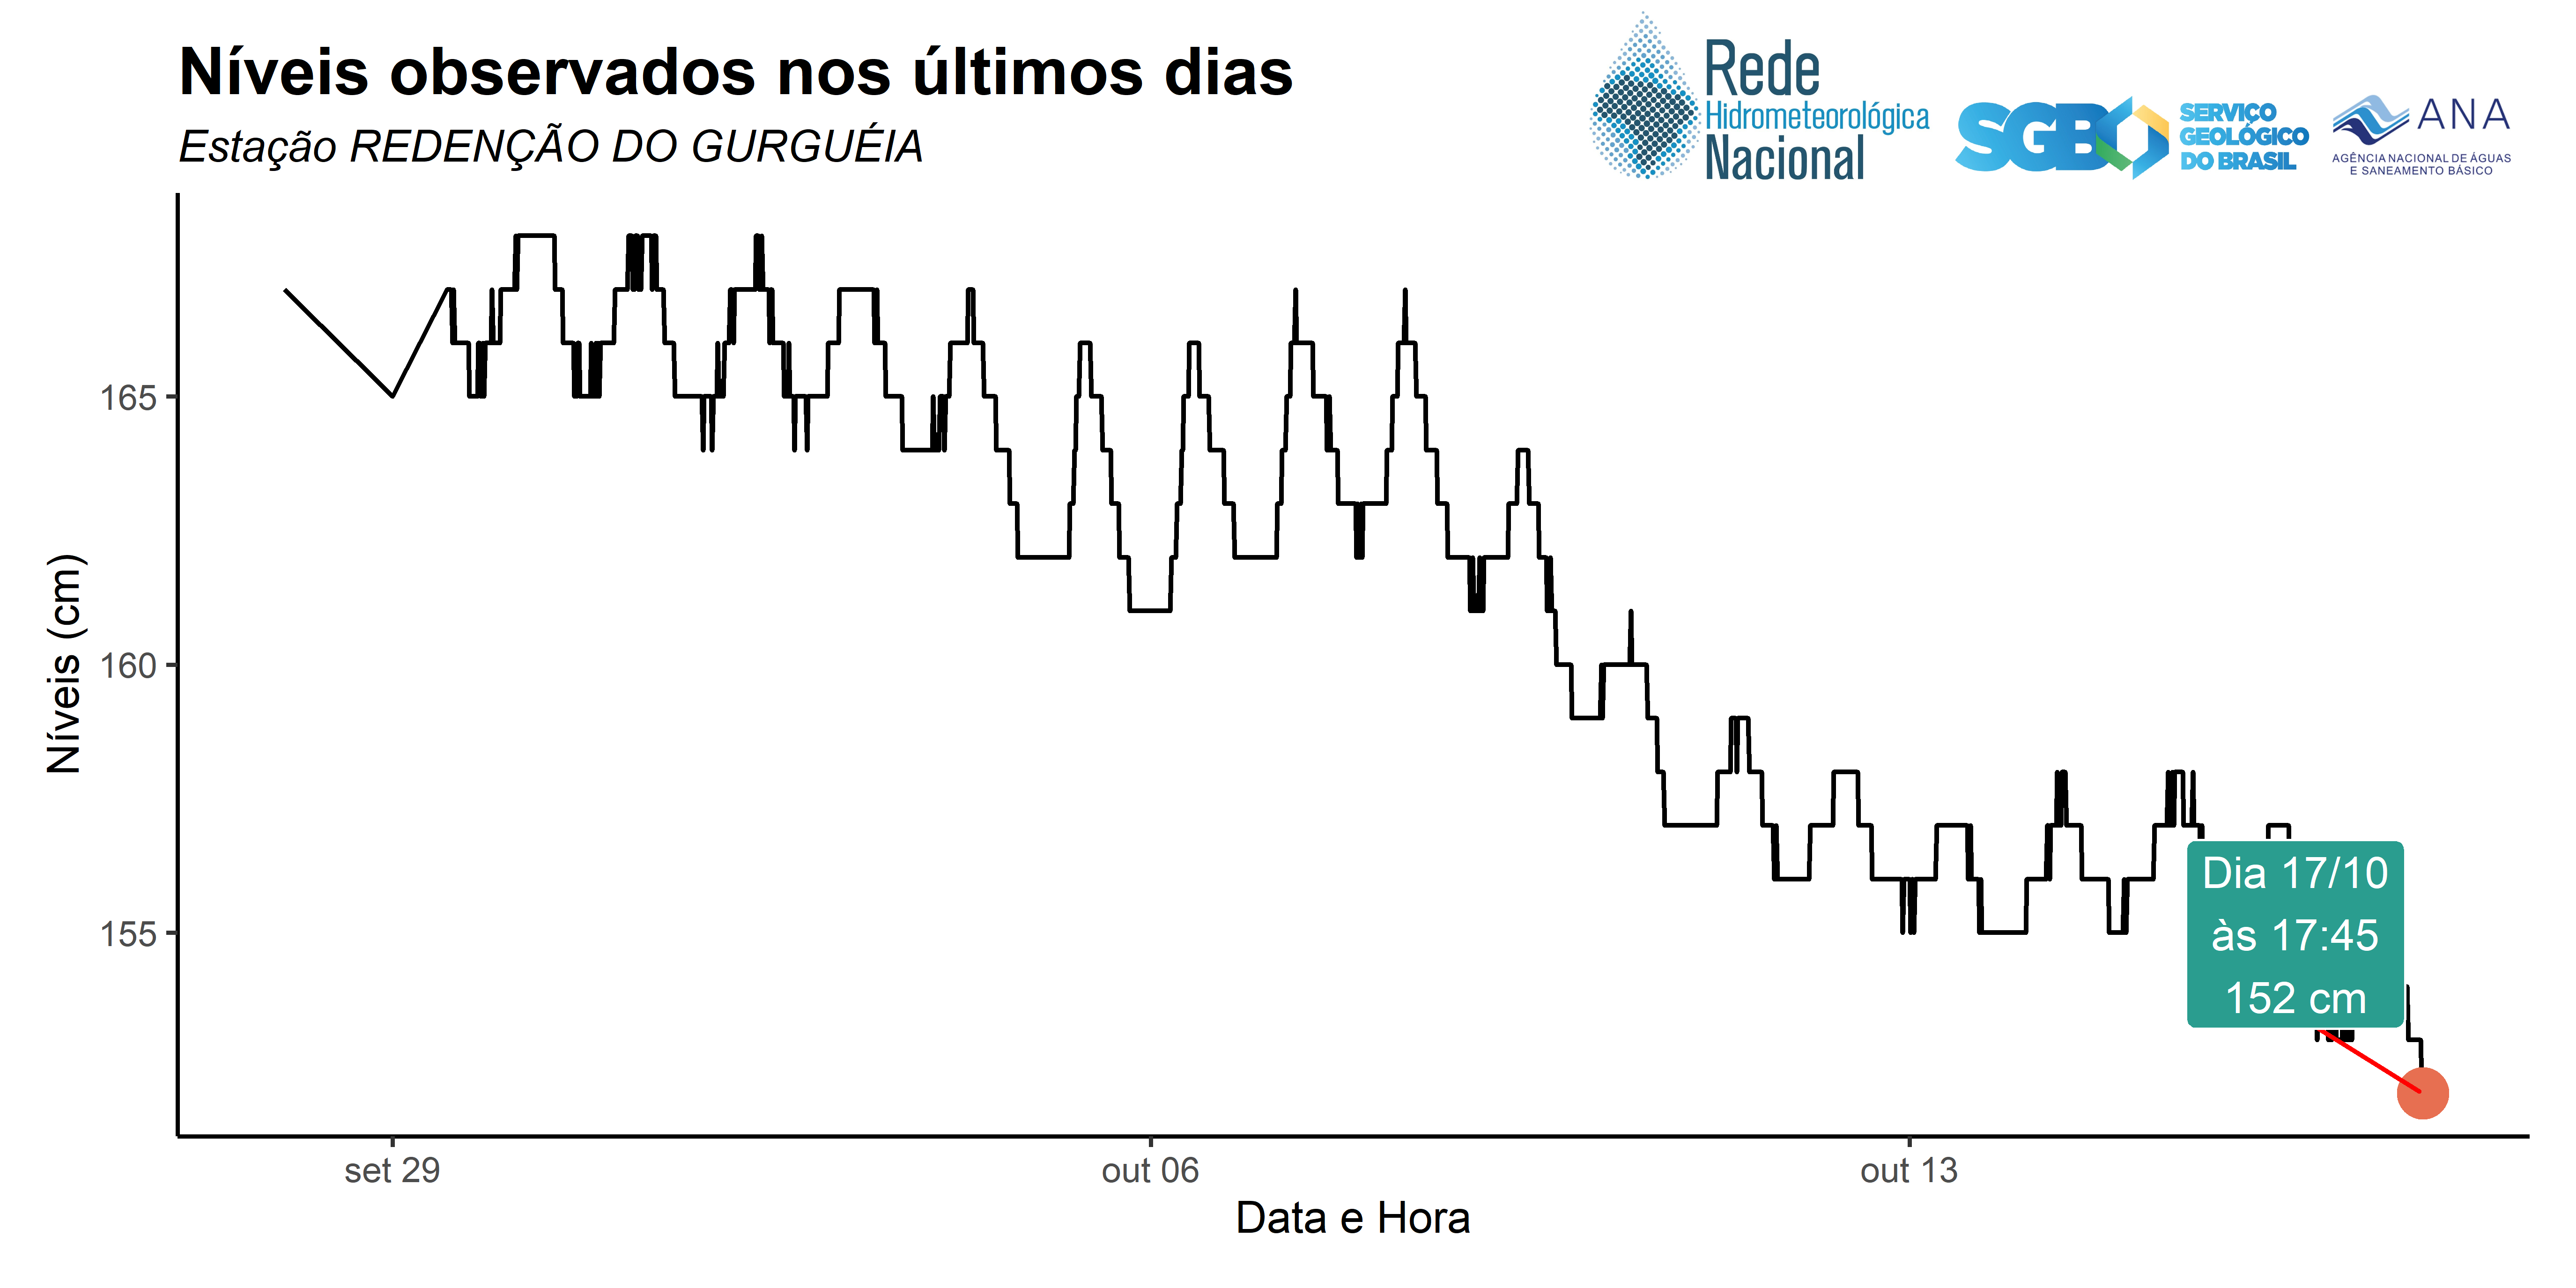 Níveis observados nos últimos dias
Estação REDENÇÃO DO GURGUÉIA
Rede
Hidrometeorológica
Nacional
SGB
SERVIÇO
GEOLÓGICO
DO BRASIL
ANA
AGÊNCIA NACIONAL DE ÁGUAS
E SANEAMENTO BÁSICO
Níveis (cm)
165
160
155
Dia 17/10
às 17:45
152 cm
set 29
out 06
out 13
Data e Hora